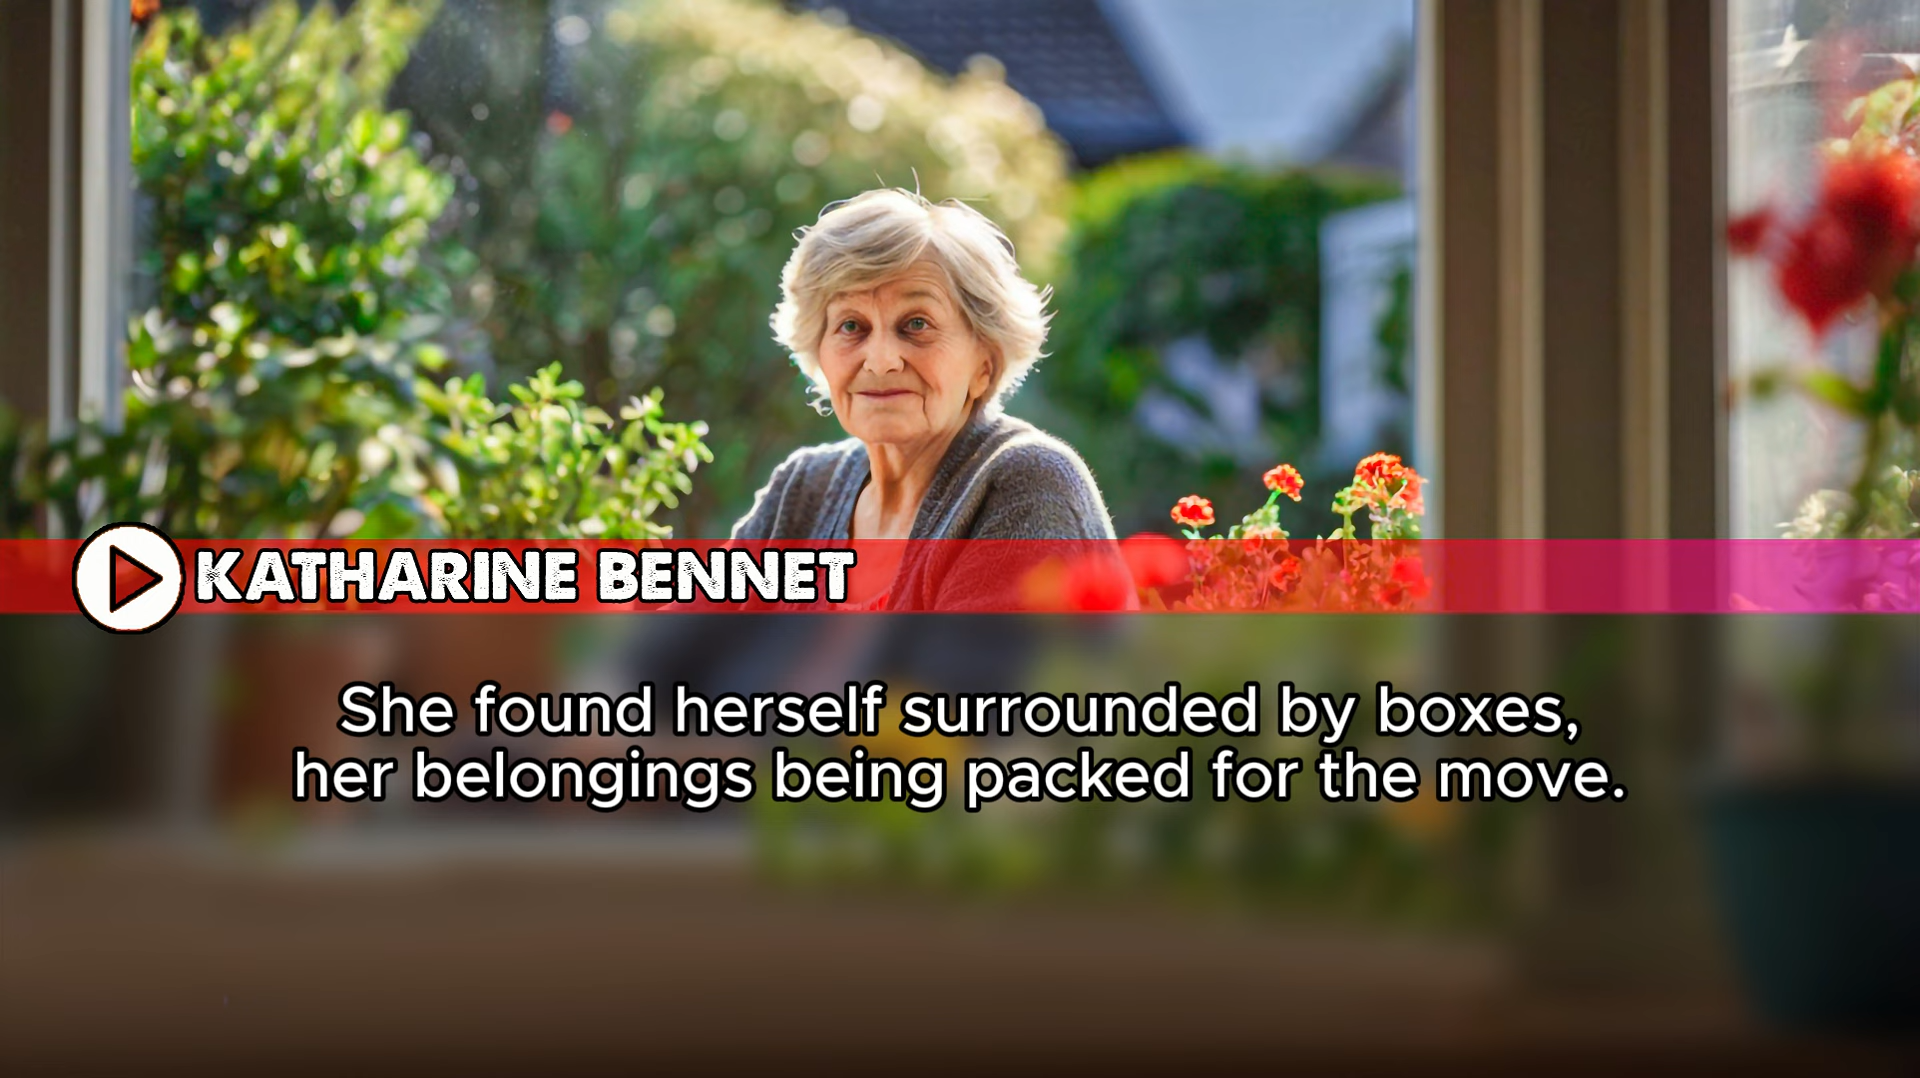 KATHARINE BENNET
She found herself surrounded by boxes,
her belongings being packed for the move.